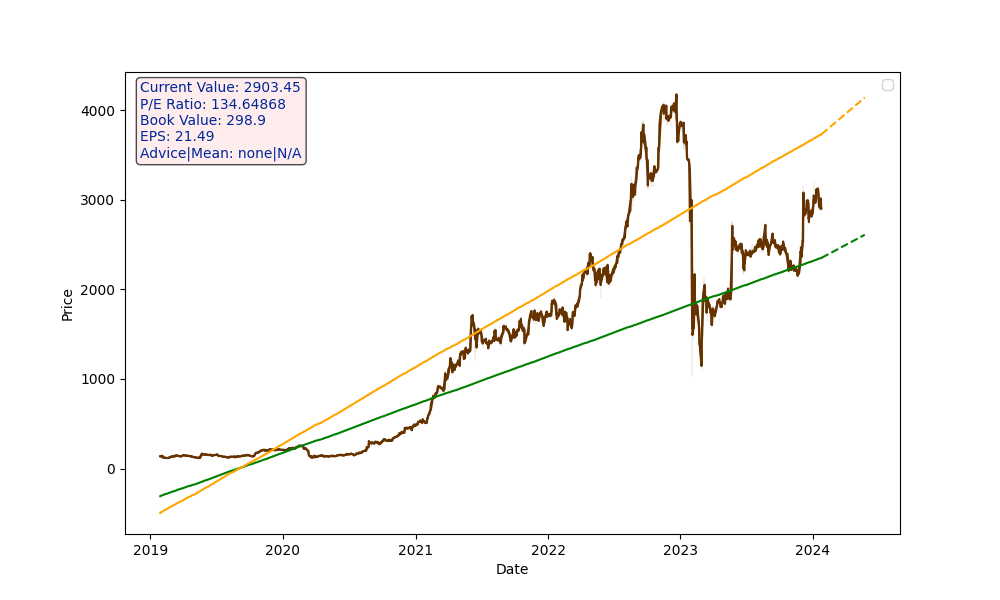 Current Value: 2903.45
P/E Ratio: 134.64868
Book Value: 298.9
EPS: 21.49
Advice|Mean: none|N/A
4000
3000
2000
1000
0
Price
2019
2020
2021
2022
2023
2024
Date